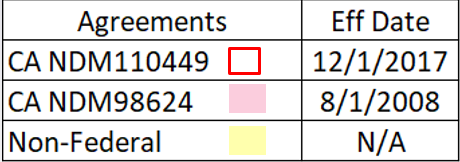 Agreements Eff Date
CA NDM110449 12/1/2017
CA NDM98624 8/1/2008
Non-Federal N/A